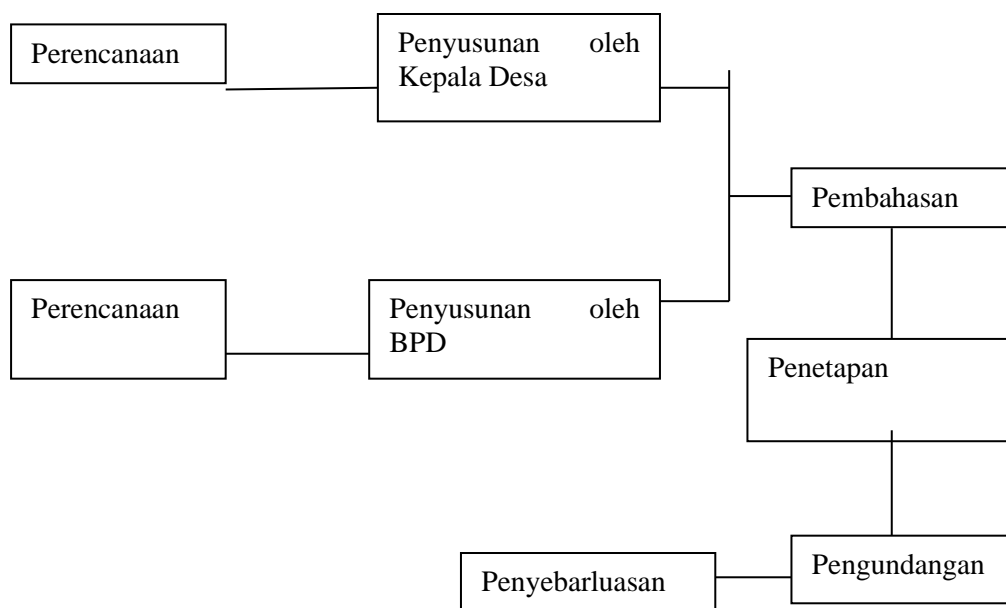 Perencanaan
Penyusunan oleh
Kepala Desa
Pembahasan
Perencanaan
Penyusunan oleh
BPD
Penetapan
Pengundangan
Penyebarluasan